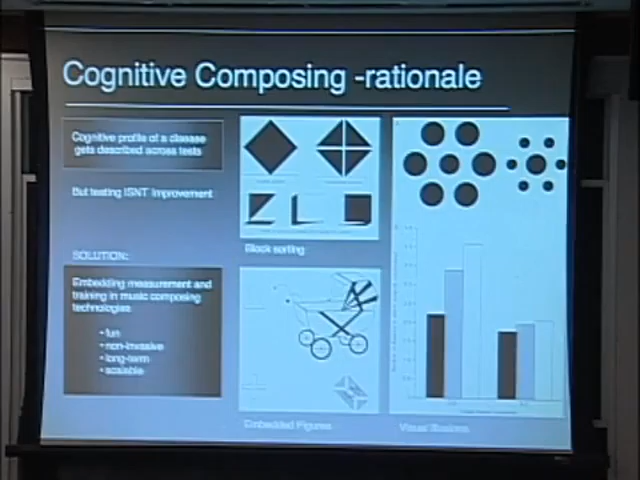 Cognitive Composing -rationale
Cognitive profile of a disease
gets described across tests
But testing ISNT improvement
SOLUTION:
Embedding measurement and
training in music composing
technologies
• fun
• non-invasive
• long-term
• scalable
Block sorting
Embedded Figures
Visual Illusions